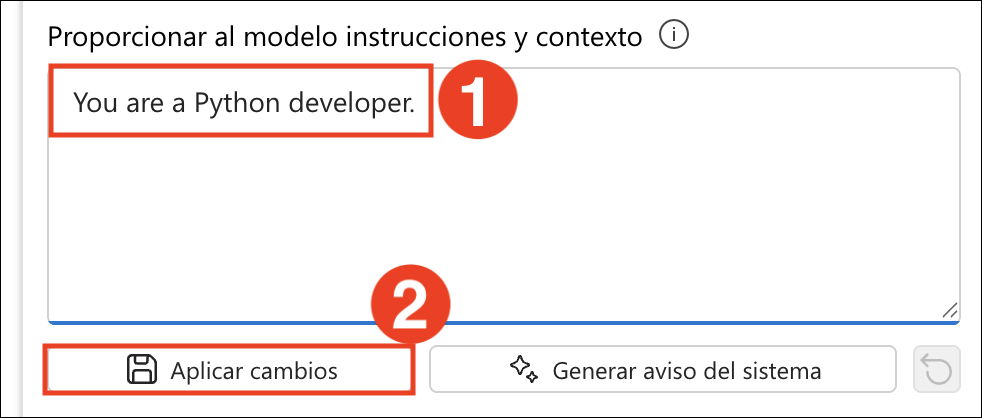 Proporcionar al modelo instrucciones y contexto
You are a Python developer.
1
2
Aplicar cambios
Generar aviso del sistema